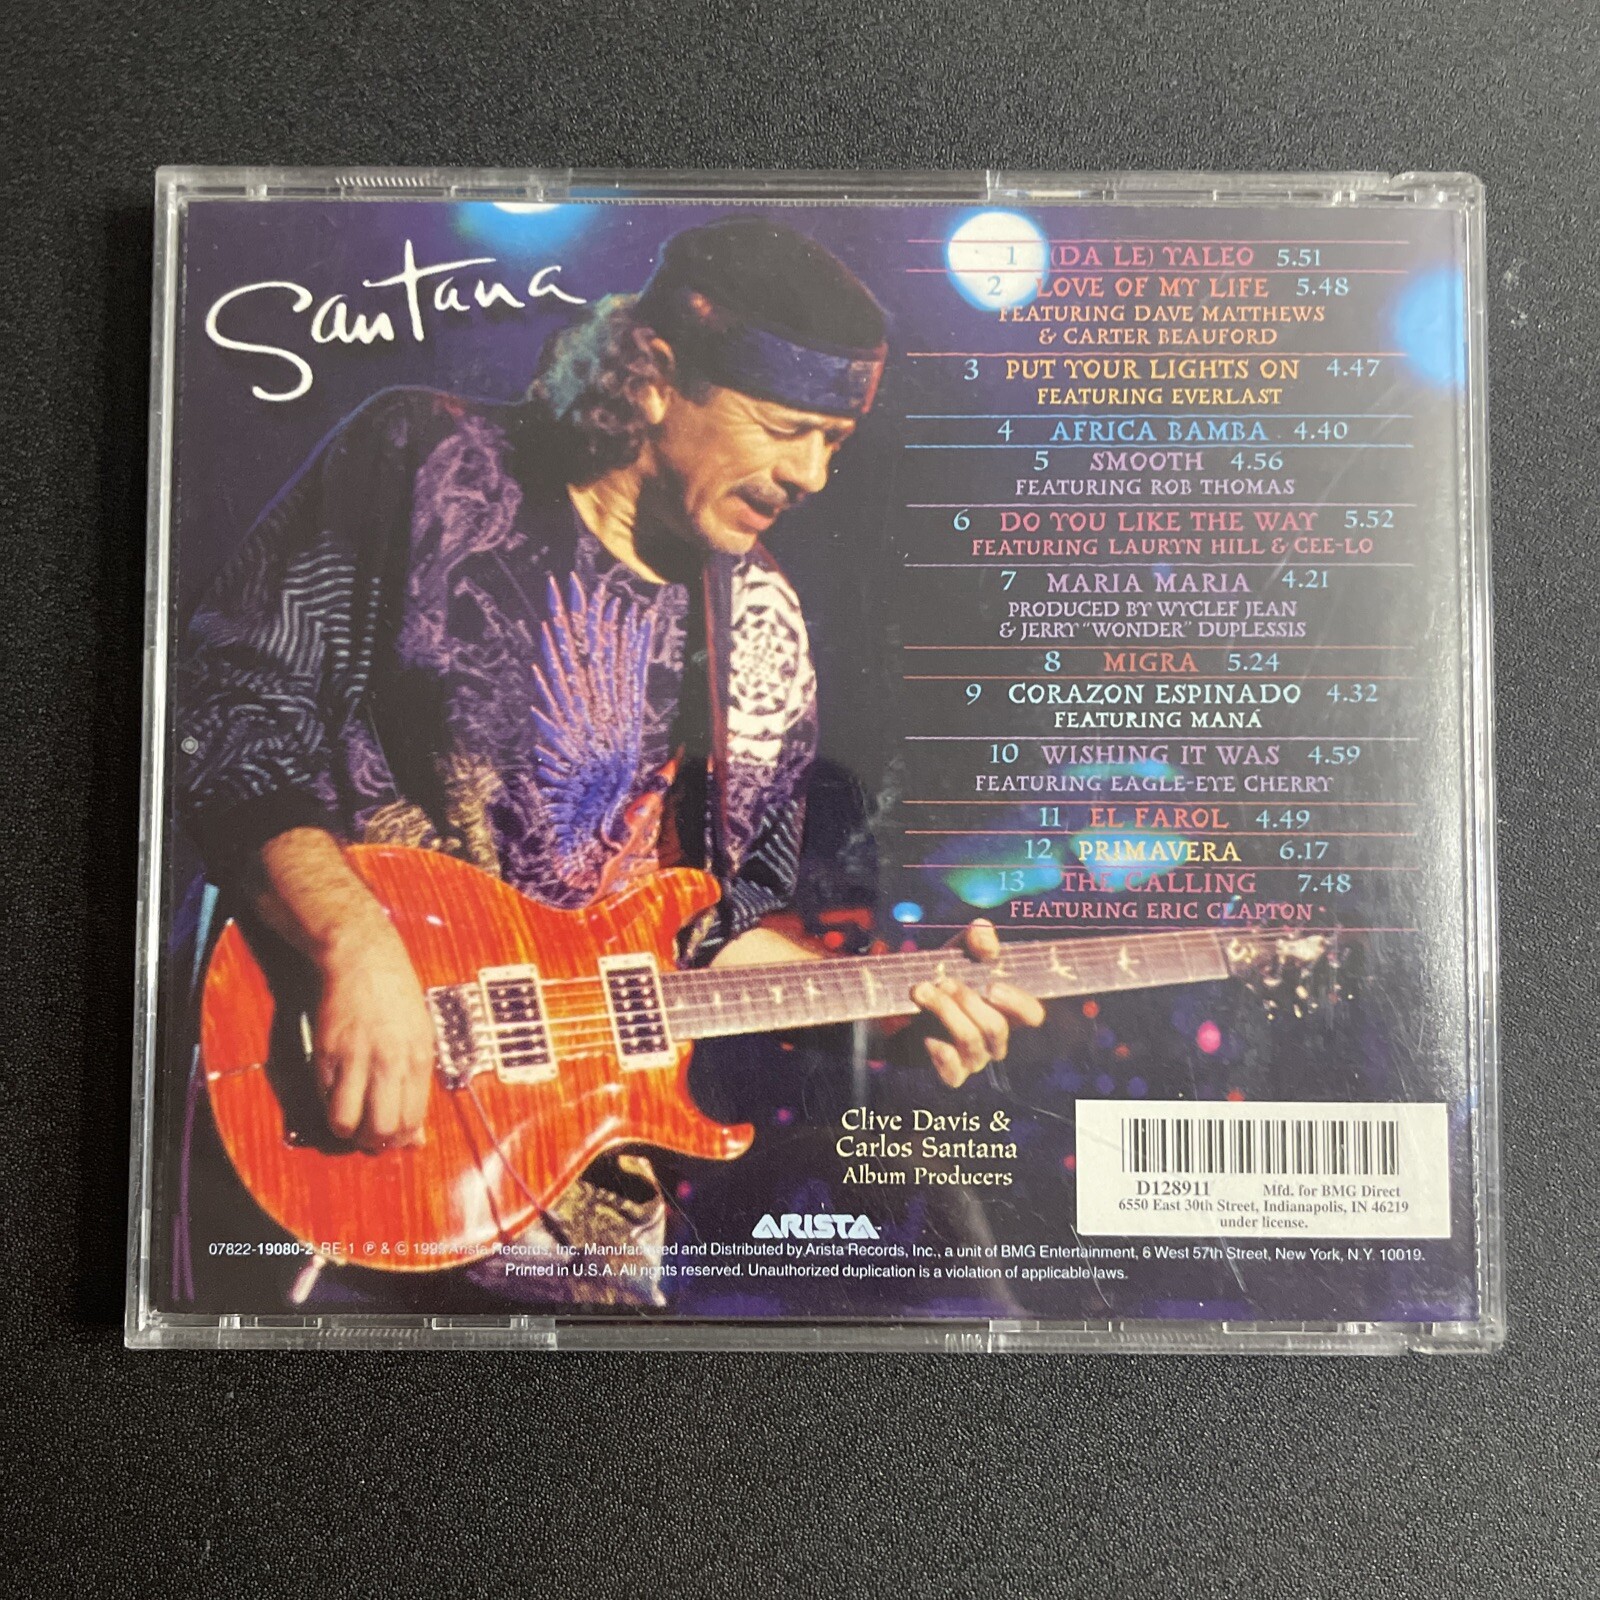 Santana
1 (DA LE) YALEO 5.51
2 LOVE OF MY LIFE 5.48
FEATURING DAVE MATTHEWS
& CARTER BEAUFORD
3 PUT YOUR LIGHTS ON 4.47
FEATURING EVERLAST
4 AFRICA BAMBA 4.40
5 SMOOTH 4.56
FEATURING ROB THOMAS
6 DO YOU LIKE THE WAY 5.52
FEATURING LAURYN HILL & CEE-LO
7 MARIA MARIA 4.21
PRODUCED BY WYCLEF JEAN
& JERRY "WONDER" DUPLESSIS
8 MIGRA 5.24
9 CORAZON ESPINADO 4.32
FEATURING MANÁ
10 WISHING IT WAS 4.59
FEATURING EAGLE-EYE CHERRY
11 EL FAROL 4.49
12 PRIMAVERA 6.17
13 THE CALLING 7.48
FEATURING ERIC CLAPTON
Clive Davis &
Carlos Santana
Album Producers
D128911 Mfd. for BMG Direct
6550 East 30th Street, Indianapolis, IN 46219
under license.
ARISTA
07822-19080-2 RE-1 ℗ & © 1999 Arista Records, Inc. Manufactured and Distributed by Arista Records, Inc., a unit of BMG Entertainment, 6 West 57th Street, New York, N.Y. 10019.
Printed in U.S.A. All rights reserved. Unauthorized duplication is a violation of applicable laws.